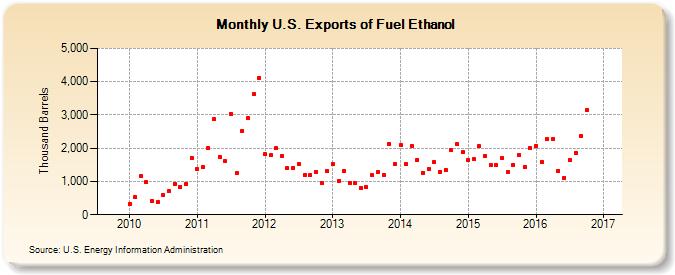 Monthly U.S. Exports of Fuel Ethanol
Thousand Barrels
5,000
4,000
3,000
2,000
1,000
0
2010 2011 2012 2013 2014 2015 2016 2017
Source: U.S. Energy Information Administration